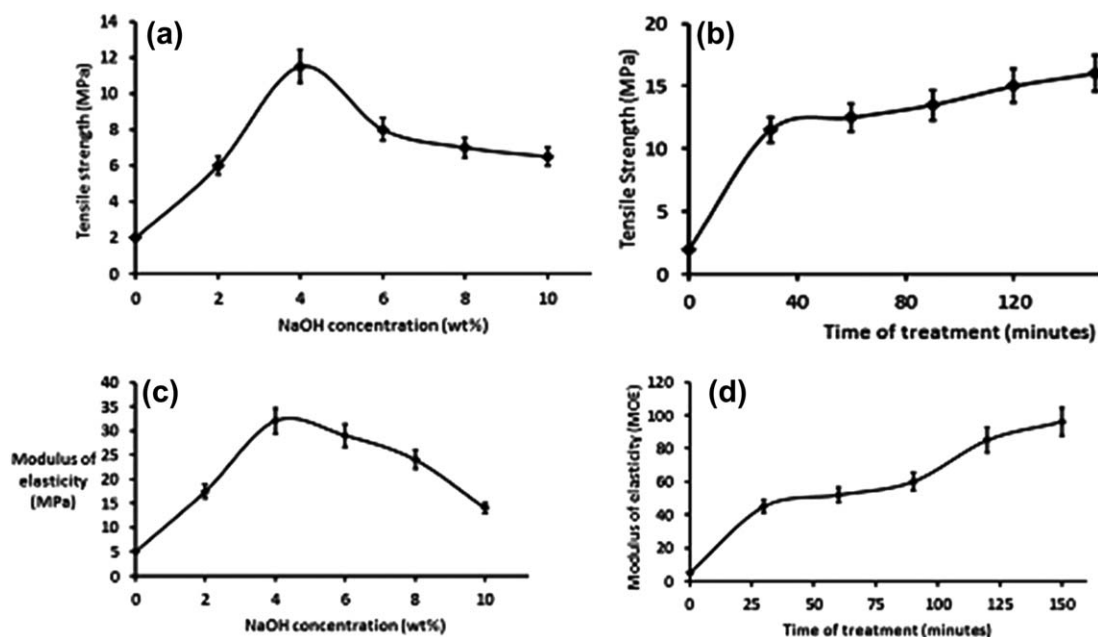 (a)
Tensile strength (MPa)
14
12
10
8
6
4
2
0
0 2 4 6 8 10
NaOH concentration (wt%)
(b)
Tensile Strength (MPa)
20
15
10
5
0
0 40 80 120
Time of treatment (minutes)
(c)
Modulus of
elasticity
(MPa)
40
35
30
25
20
15
10
5
0
0 2 4 6 8 10
NaOH concentration (wt%)
(d)
Modulus of elasticity (MOE)
120
100
80
60
40
20
0
0 25 50 75 100 125 150
Time of treatment (minutes)